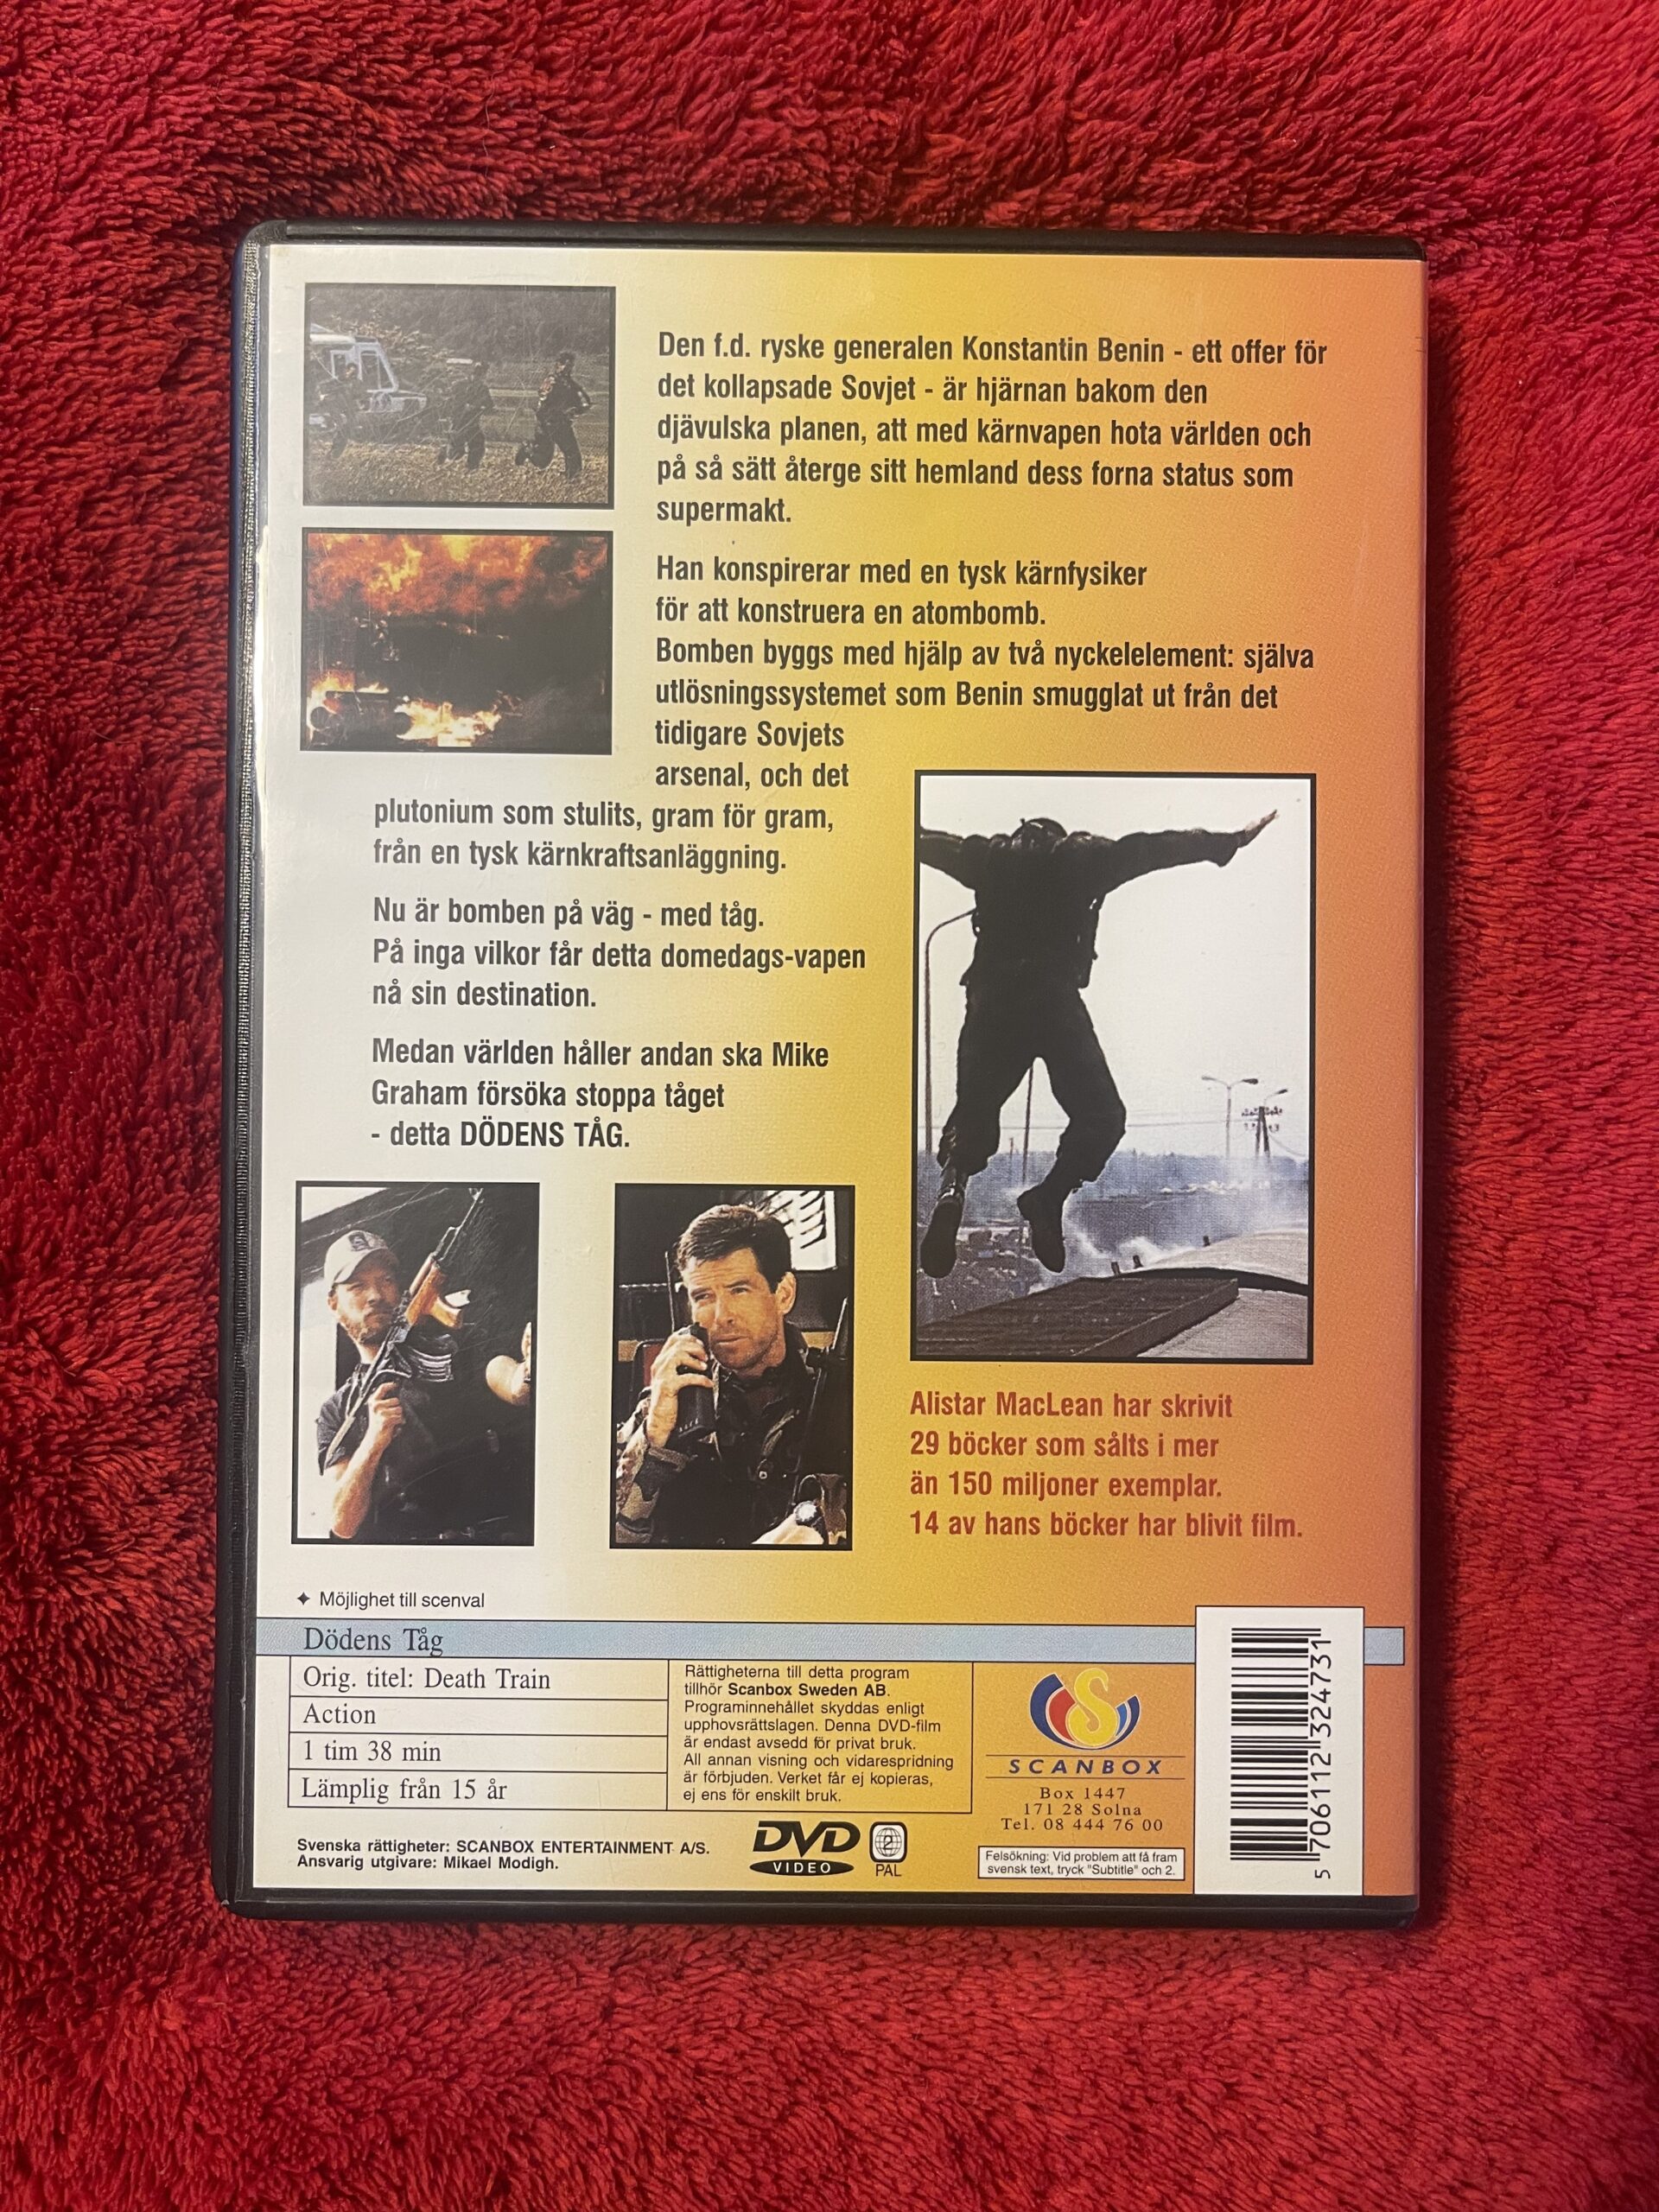 Den f.d. ryske generalen Konstantin Benin - ett offer för
det kollapsade Sovjet - är hjärnan bakom den
djävulska planen, att med kärnvapen hota världen och
på så sätt återge sitt hemland dess forna status som
supermakt.
Han konspirerar med en tysk kärnfysiker
för att konstruera en atombomb.
Bomben byggs med hjälp av två nyckelelement: själva
utlösningssystemet som Benin smugglat ut från det
tidigare Sovjets
arsenal, och det
plutonium som stulits, gram för gram,
från en tysk kärnkraftsanläggning.
Nu är bomben på väg - med tåg.
På inga vilkor får detta domedags-vapen
nå sin destination.
Medan världen håller andan ska Mike
Graham försöka stoppa tåget
- detta DÖDENS TÅG.
Alistar MacLean har skrivit
29 böcker som sålts i mer
än 150 miljoner exemplar.
14 av hans böcker har blivit film.
✦ Möjlighet till scenval
Dödens Tåg
Orig. titel: Death Train
Action
1 tim 38 min
Lämplig från 15 år
Rättigheterna till detta program
tillhör Scanbox Sweden AB.
Programinnehållet skyddas enligt
upphovsrättslagen. Denna DVD-film
är endast avsedd för privat bruk.
All annan visning och vidarespridning
är förbjuden. Verket får ej kopieras,
ej ens för enskilt bruk.
S
SCANBOX
Box 1447
171 28 Solna
Tel. 08 444 76 00
Felsökning: Vid problem att få fram
svensk text, tryck "Subtitle" och 2.
Svenska rättigheter: SCANBOX ENTERTAINMENT A/S.
Ansvarig utgivare: Mikael Modigh.
DVD
VIDEO
2
PAL
5 706112 324731